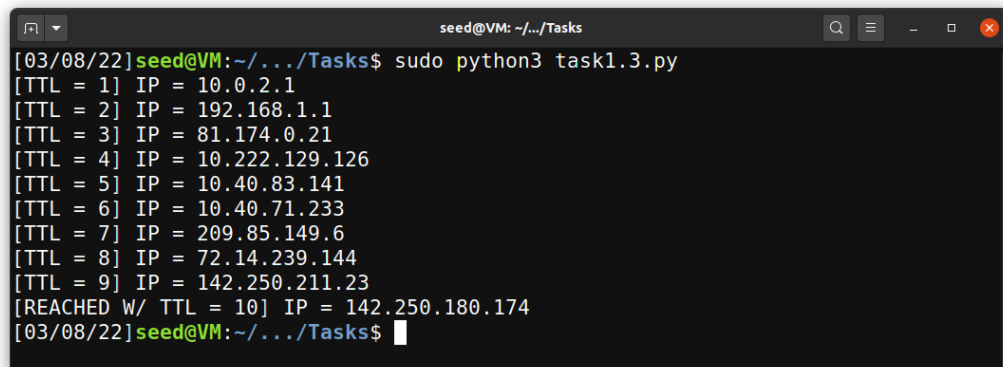 seed@VM: ~/.../Tasks
[03/08/22]seed@VM:~/.../Tasks$ sudo python3 task1.3.py
[TTL = 1] IP = 10.0.2.1
[TTL = 2] IP = 192.168.1.1
[TTL = 3] IP = 81.174.0.21
[TTL = 4] IP = 10.222.129.126
[TTL = 5] IP = 10.40.83.141
[TTL = 6] IP = 10.40.71.233
[TTL = 7] IP = 209.85.149.6
[TTL = 8] IP = 72.14.239.144
[TTL = 9] IP = 142.250.211.23
[REACHED W/ TTL = 10] IP = 142.250.180.174
[03/08/22]seed@VM:~/.../Tasks$